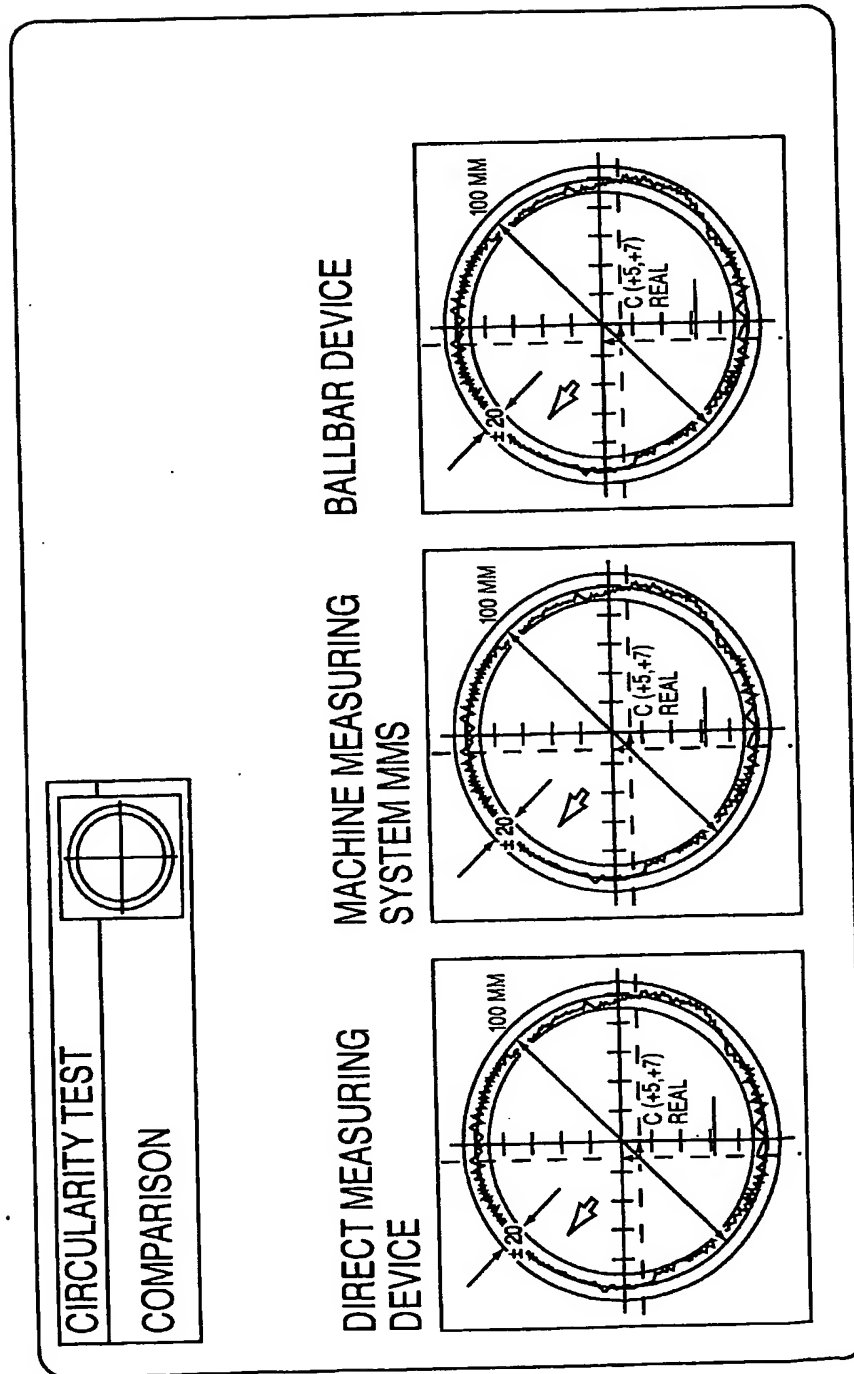 CIRCULARITY TEST
COMPARISON
DIRECT MEASURING
DEVICE
± 20
100 MM
C (+5,+7)
REAL
MACHINE MEASURING
SYSTEM MMS
± 20
100 MM
C (+5,+7)
REAL
BALLBAR DEVICE
± 20
100 MM
C (+5,+7)
REAL